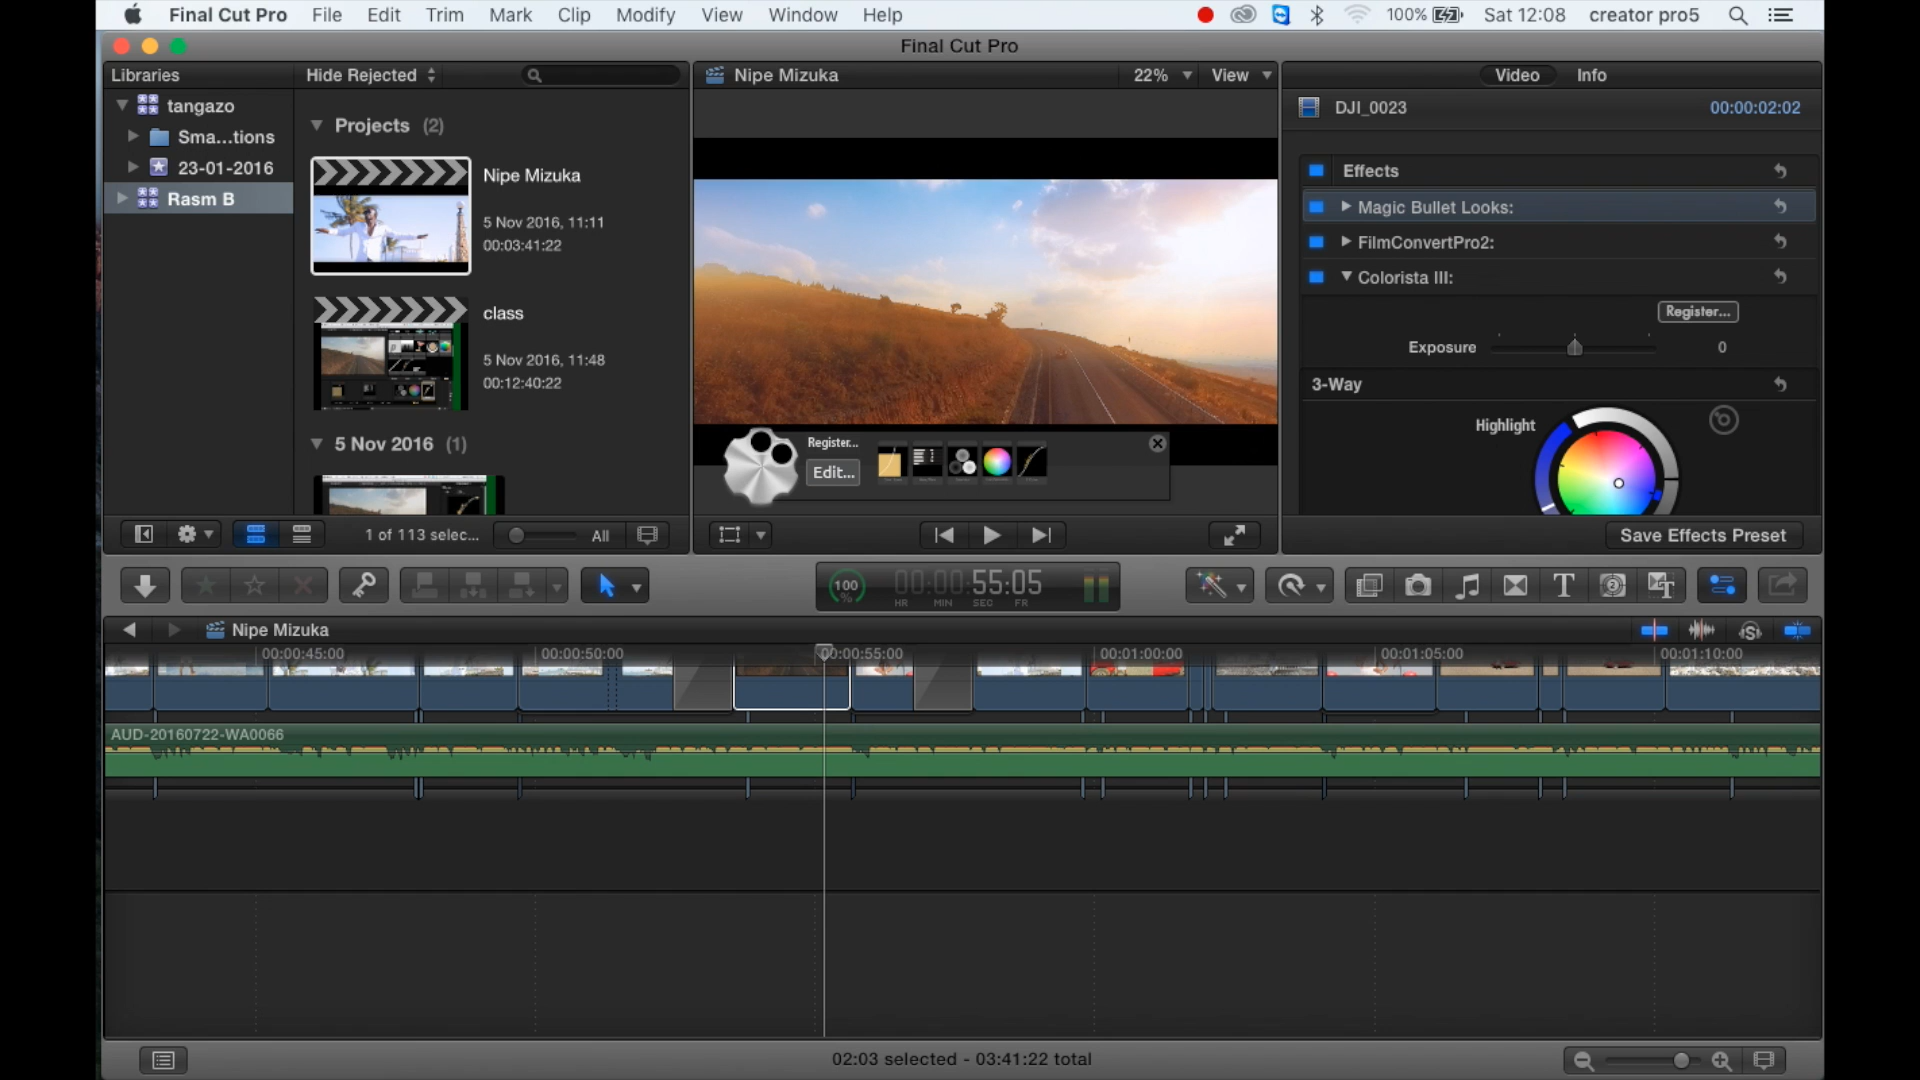 Final Cut Pro File Edit Trim Mark Clip Modify View Window Help 100% Sat 12:08 creator pro5
Final Cut Pro
Libraries Hide Rejected
tangazo
Sma...tions
23-01-2016
Rasm B
Projects (2)
Nipe Mizuka
5 Nov 2016, 11:11
00:03:41:22
class
5 Nov 2016, 11:48
00:12:40:22
5 Nov 2016 (1)
1 of 113 selec... All
Nipe Mizuka 22% View
Register...
Edit...
Video Info
DJI_0023 00:00:02:02
Effects
Magic Bullet Looks:
FilmConvertPro2:
Colorista III:
Register...
Exposure 0
3-Way
Highlight
Save Effects Preset
100 % 00:00:55:05
HR MIN SEC FR
Nipe Mizuka
00:00:45:00 00:00:50:00 00:00:55:00 00:01:00:00 00:01:05:00 00:01:10:00
AUD-20160722-WA0066
02:03 selected - 03:41:22 total